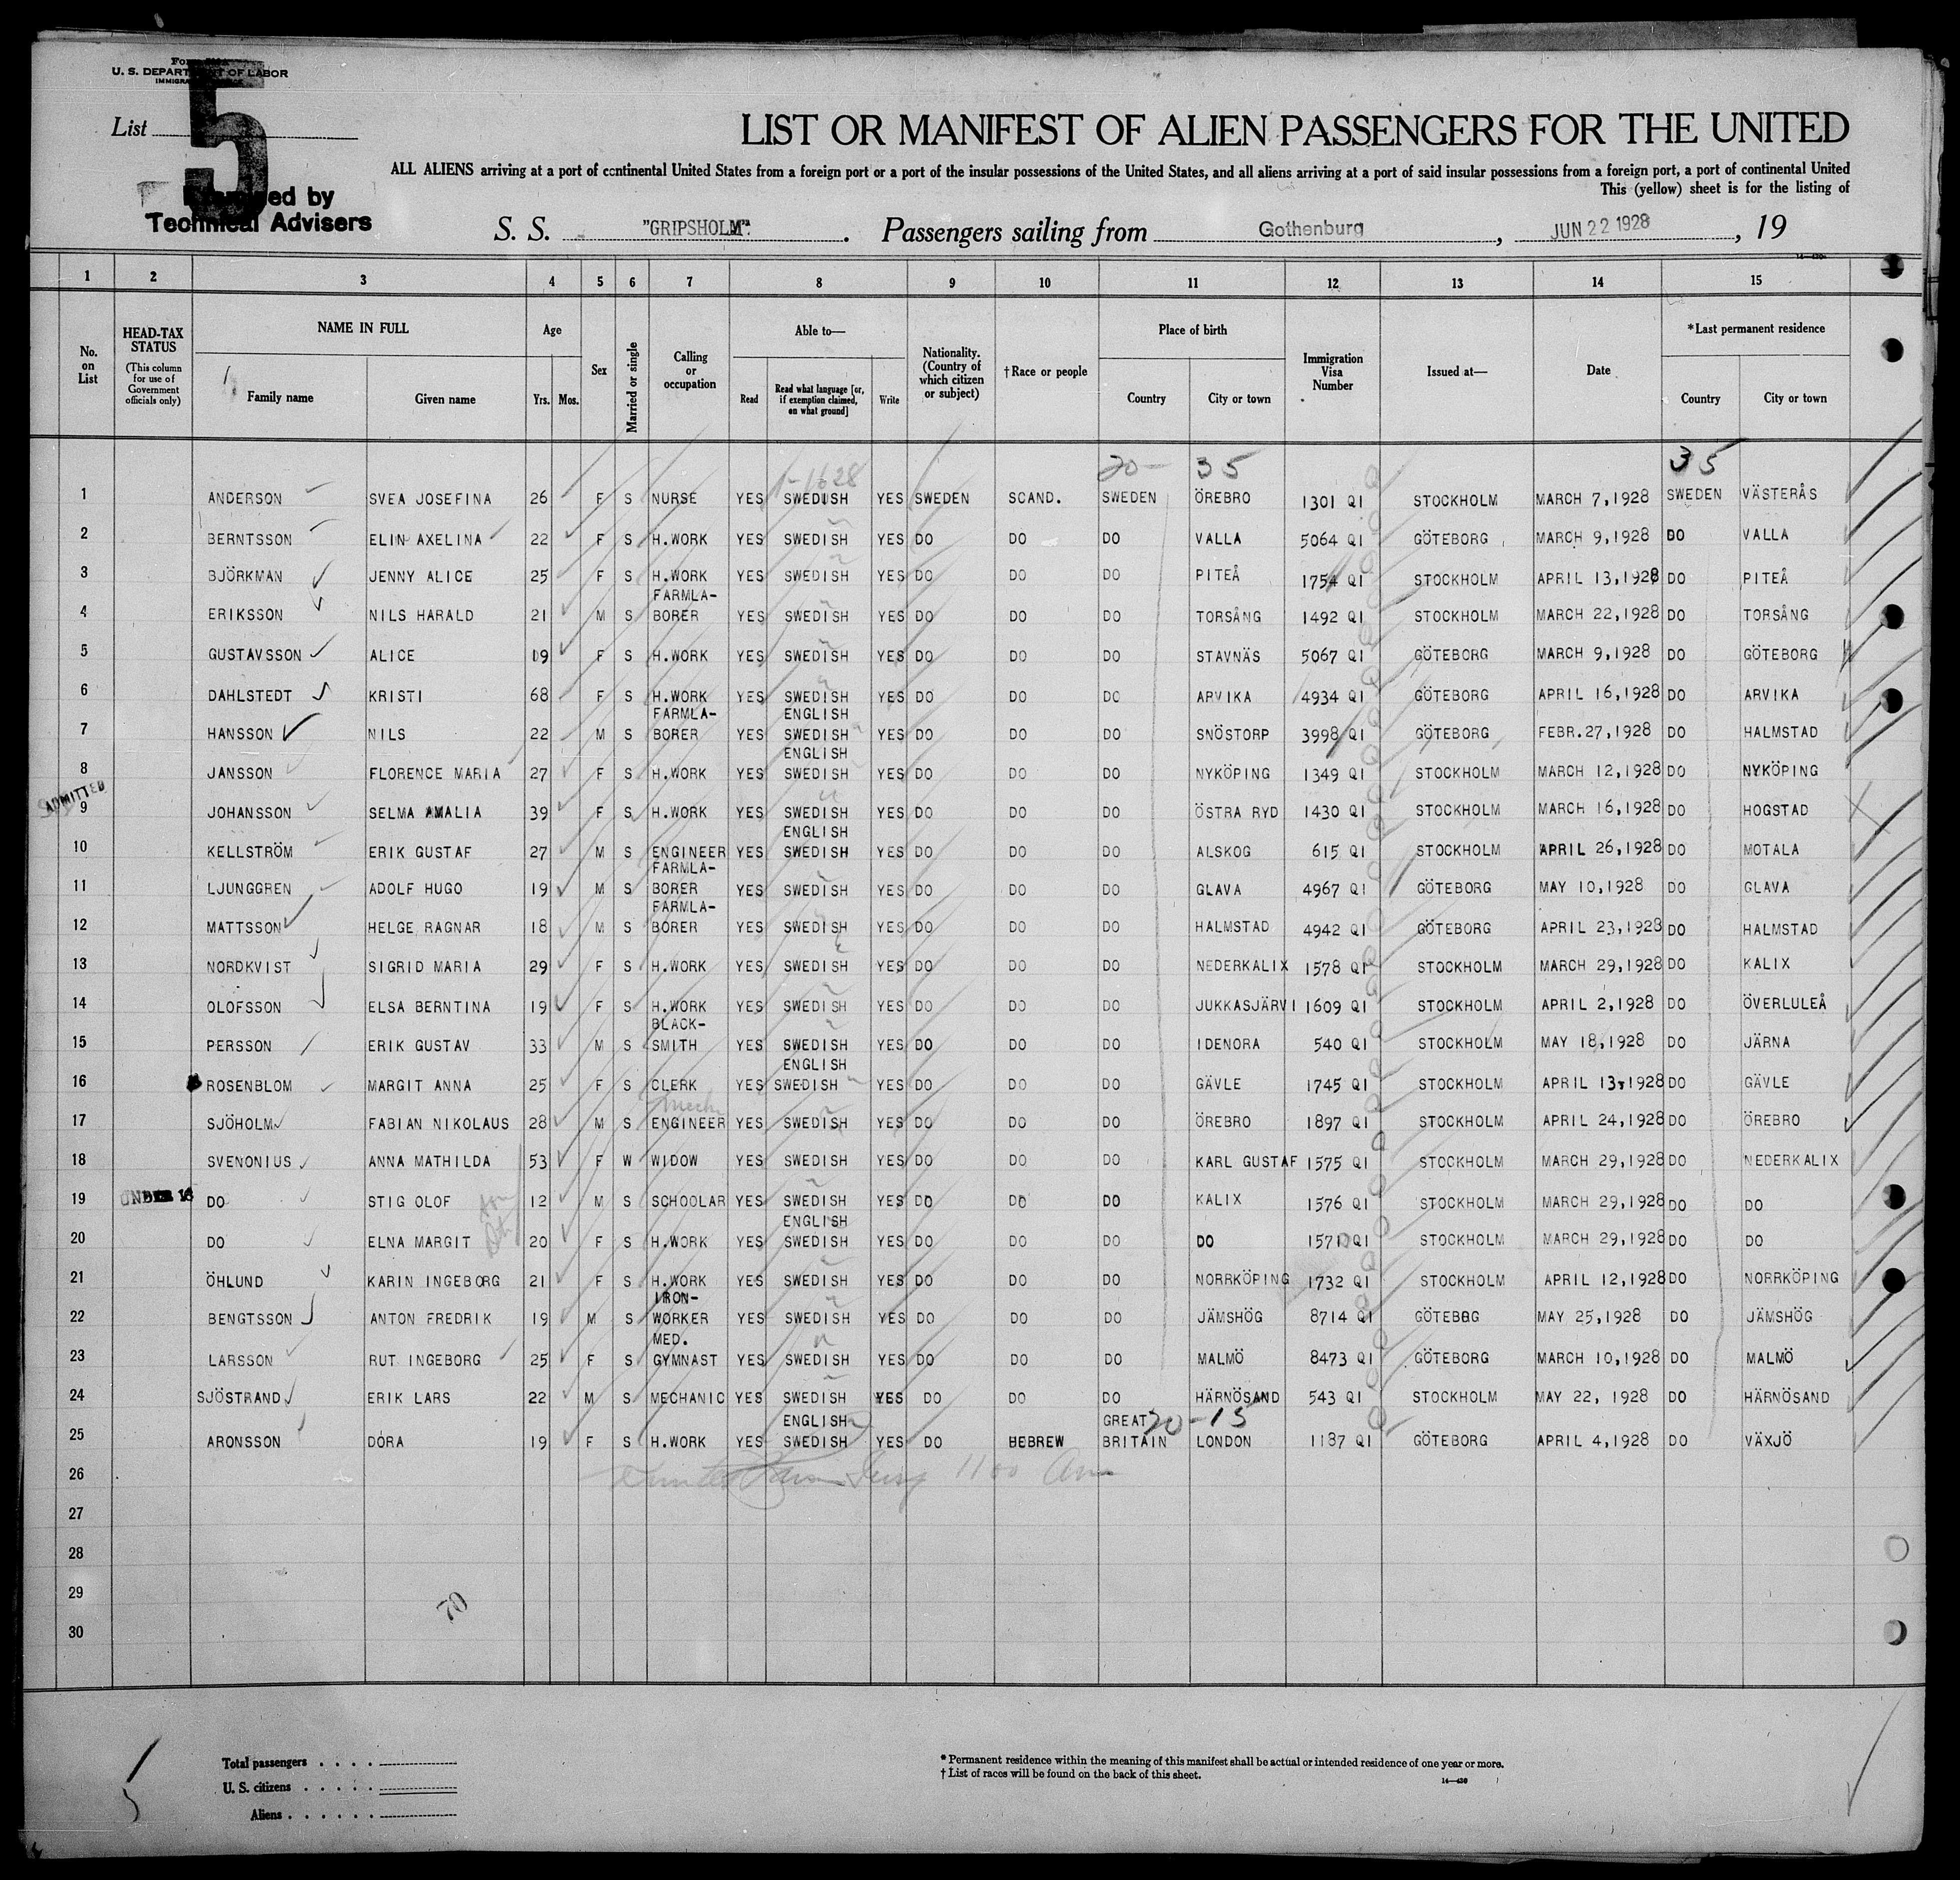 U. S. DEPARTMENT OF LABOR
List 5
LIST OR MANIFEST OF ALIEN PASSENGERS FOR THE UNITED
ALL ALIENS arriving at a port of continental United States from a foreign port or a port of the insular possessions of the United States, and all aliens arriving at a port of said insular possessions from a foreign port, a port of continental United
This (yellow) sheet is for the listing of
Technical Advisers
S. S. "GRIPSHOLM". Passengers sailing from Gothenburg, JUN 22 1928, 19
1 2 3 4 5 6 7 8 9 10 11 12 13 14 15
No. on List
HEAD-TAX STATUS (This column for use of Government officials only)
NAME IN FULL Family name Given name
Age Yrs. Mos.
Sex
Married or single
Calling or occupation
Able to— Read Read what language [or, if exemption claimed, on what ground] Write
Nationality. (Country of which citizen or subject)
†Race or people
Place of birth Country City or town
Immigration Visa Number
Issued at—
Date
*Last permanent residence Country City or town
20- 35 35
1 ANDERSON SVEA JOSEFINA 26 F S NURSE YES SWEDISH YES SWEDEN SCAND. SWEDEN ÖREBRO 1301 QI STOCKHOLM MARCH 7,1928 SWEDEN VÄSTERÅS
2 BERNTSSON ELIN AXELINA 22 F S H.WORK YES SWEDISH YES DO DO DO VALLA 5064 QI GÖTEBORG MARCH 9,1928 DO VALLA
3 BJÖRKMAN JENNY ALICE 25 F S H.WORK YES SWEDISH YES DO DO DO PITEÅ 1754 QI STOCKHOLM APRIL 13,1928 DO PITEÅ
4 ERIKSSON NILS HARALD 21 M S FARMLA-BORER YES SWEDISH YES DO DO DO TORSÅNG 1492 QI STOCKHOLM MARCH 22,1928 DO TORSÅNG
5 GUSTAVSSON ALICE 19 F S H.WORK YES SWEDISH YES DO DO DO STAVNÄS 5067 QI GÖTEBORG MARCH 9,1928 DO GÖTEBORG
6 DAHLSTEDT KRISTI 68 F S H.WORK YES SWEDISH YES DO DO DO ARVIKA 4934 QI GÖTEBORG APRIL 16,1928 DO ARVIKA
7 HANSSON NILS 22 M S FARMLA-BORER YES ENGLISH SWEDISH YES DO DO DO SNÖSTORP 3998 QI GÖTEBORG FEBR.27,1928 DO HALMSTAD
8 JANSSON FLORENCE MARIA 27 F S H.WORK YES ENGLISH SWEDISH YES DO DO DO NYKÖPING 1349 QI STOCKHOLM MARCH 12,1928 DO NYKÖPING
ADMITTED
9 JOHANSSON SELMA AMALIA 39 F S H.WORK YES SWEDISH YES DO DO DO ÖSTRA RYD 1430 QI STOCKHOLM MARCH 16,1928 DO HOGSTAD
10 KELLSTRÖM ERIK GUSTAF 27 M S ENGINEER YES ENGLISH SWEDISH YES DO DO DO ALSKOG 615 QI STOCKHOLM APRIL 26,1928 DO MOTALA
11 LJUNGGREN ADOLF HUGO 19 M S FARMLA-BORER YES SWEDISH YES DO DO DO GLAVA 4967 QI GÖTEBORG MAY 10,1928 DO GLAVA
12 MATTSSON HELGE RAGNAR 18 M S FARMLA-BORER YES SWEDISH YES DO DO DO HALMSTAD 4942 QI GÖTEBORG APRIL 23,1928 DO HALMSTAD
13 NORDKVIST SIGRID MARIA 29 F S H.WORK YES SWEDISH YES DO DO DO NEDERKALIX 1578 QI STOCKHOLM MARCH 29,1928 DO KALIX
14 OLOFSSON ELSA BERNTINA 19 F S H.WORK YES SWEDISH YES DO DO DO JUKKASJÄRVI 1609 QI STOCKHOLM APRIL 2,1928 DO ÖVERLULEÅ
15 PERSSON ERIK GUSTAV 33 M S BLACK-SMITH YES SWEDISH YES DO DO DO IDENORA 540 QI STOCKHOLM MAY 18,1928 DO JÄRNA
16 ROSENBLOM MARGIT ANNA 25 F S CLERK YES ENGLISH SWEDISH YES DO DO DO GÄVLE 1745 QI STOCKHOLM APRIL 13,1928 DO GÄVLE
17 SJÖHOLM FABIAN NIKOLAUS 28 M S ENGINEER YES SWEDISH YES DO DO DO ÖREBRO 1897 QI STOCKHOLM APRIL 24,1928 DO ÖREBRO
18 SVENONIUS ANNA MATHILDA 53 F W WIDOW YES SWEDISH YES DO DO DO KARL GUSTAF 1575 QI STOCKHOLM MARCH 29,1928 DO NEDERKALIX
19 UNDER 16 DO STIG OLOF 12 M S SCHOOLAR YES SWEDISH YES DO DO DO KALIX 1576 QI STOCKHOLM MARCH 29,1928 DO DO
20 DO ELNA MARGIT 20 F S H.WORK YES ENGLISH SWEDISH YES DO DO DO DO 1571 QI STOCKHOLM MARCH 29,1928 DO DO
21 ÖHLUND KARIN INGEBORG 21 F S H.WORK YES SWEDISH YES DO DO DO NORRKÖPING 1732 QI STOCKHOLM APRIL 12,1928 DO NORRKÖPING
22 BENGTSSON ANTON FREDRIK 19 M S IRON-WORKER YES SWEDISH YES DO DO DO JÄMSHÖG 8714 QI GÖTEBORG MAY 25,1928 DO JÄMSHÖG
23 LARSSON RUT INGEBORG 25 F S MED. GYMNAST YES SWEDISH YES DO DO DO MALMÖ 8473 QI GÖTEBORG MARCH 10,1928 DO MALMÖ
24 SJÖSTRAND ERIK LARS 22 M S MECHANIC YES SWEDISH YES DO DO DO HÄRNÖSAND 543 QI STOCKHOLM MAY 22, 1928 DO HÄRNÖSAND
20-15
25 ARONSSON DORA 19 F S H.WORK YES ENGLISH SWEDISH YES DO HEBREW GREAT BRITAIN LONDON 1187 QI GÖTEBORG APRIL 4,1928 DO VÄXJÖ
26
27
28
29
70
30
Total passengers
U. S. citizens
Aliens
* Permanent residence within the meaning of this manifest shall be actual or intended residence of one year or more.
† List of races will be found on the back of this sheet.